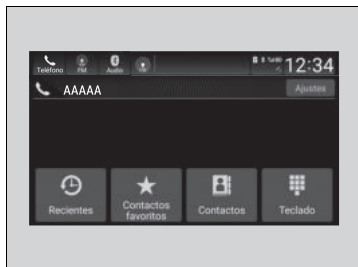 Teléfono
FM
Audio
12:34
AAAAA
Ajustes
Recientes
Contactos
favoritos
Contactos
Teclado